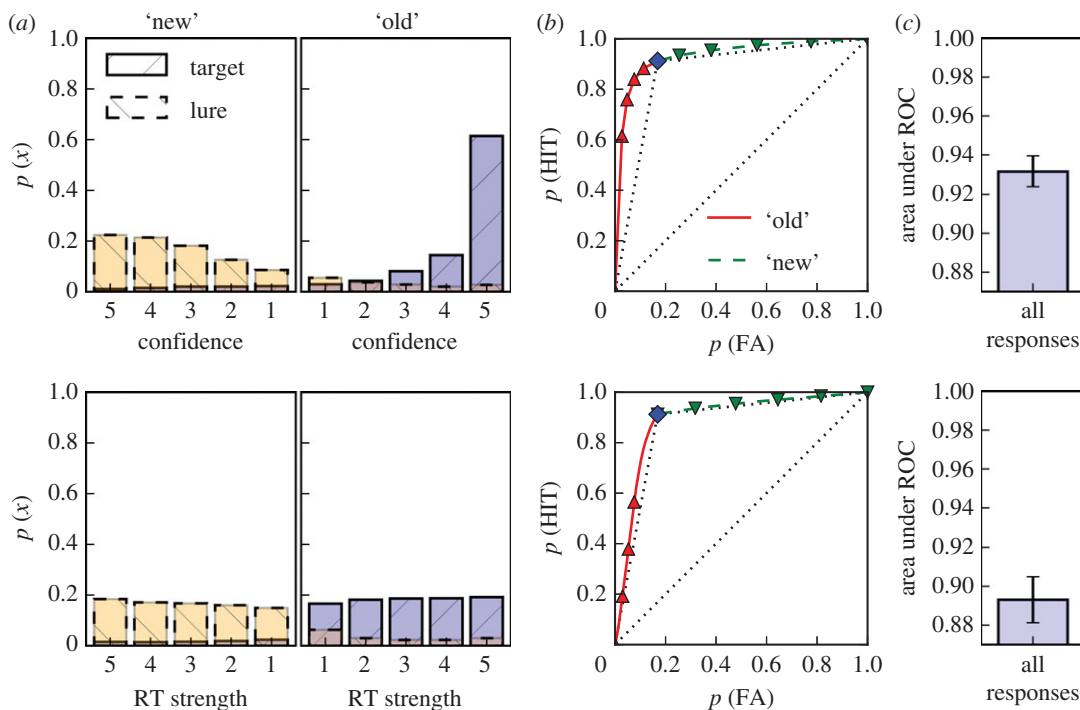 (a) 'new' 'old' (b) (c)
1.0 0.8 0.6 0.4 0.2 0
p (x)
target
lure
5 4 3 2 1 1 2 3 4 5
confidence confidence
1.0 0.8 0.6 0.4 0.2
p (HIT)
'old'
'new'
0 0.2 0.4 0.6 0.8 1.0
p (FA)
1.00 0.98 0.96 0.94 0.92 0.90 0.88
area under ROC
all
responses
1.0 0.8 0.6 0.4 0.2 0
p (x)
5 4 3 2 1 1 2 3 4 5
RT strength RT strength
1.0 0.8 0.6 0.4 0.2
p (HIT)
0 0.2 0.4 0.6 0.8 1.0
p (FA)
1.00 0.98 0.96 0.94 0.92 0.90 0.88
area under ROC
all
responses